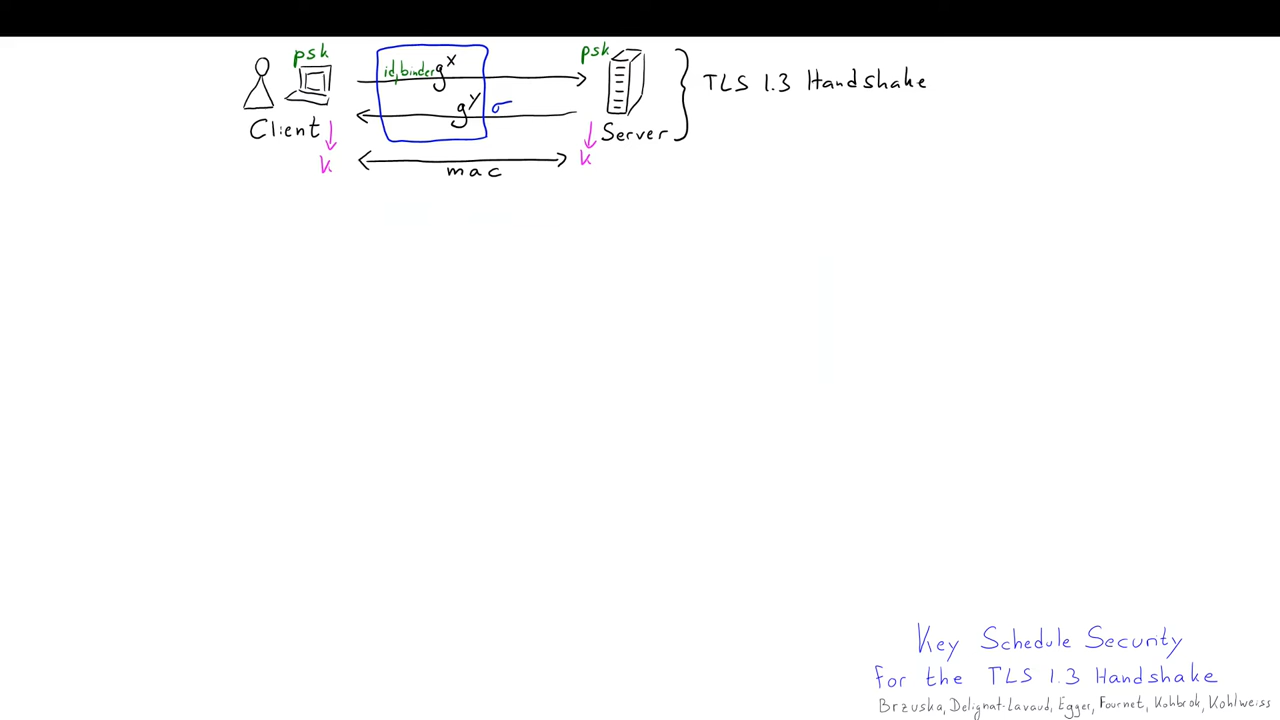 psk
id, binder g^x
psk
TLS 1.3 Handshake
g^y σ
Client
Server
k
k
mac
Key Schedule Security
for the TLS 1.3 Handshake
Brzuska, Delignat-Lavaud, Egger, Fournet, Kohbrok, Kohlweiss